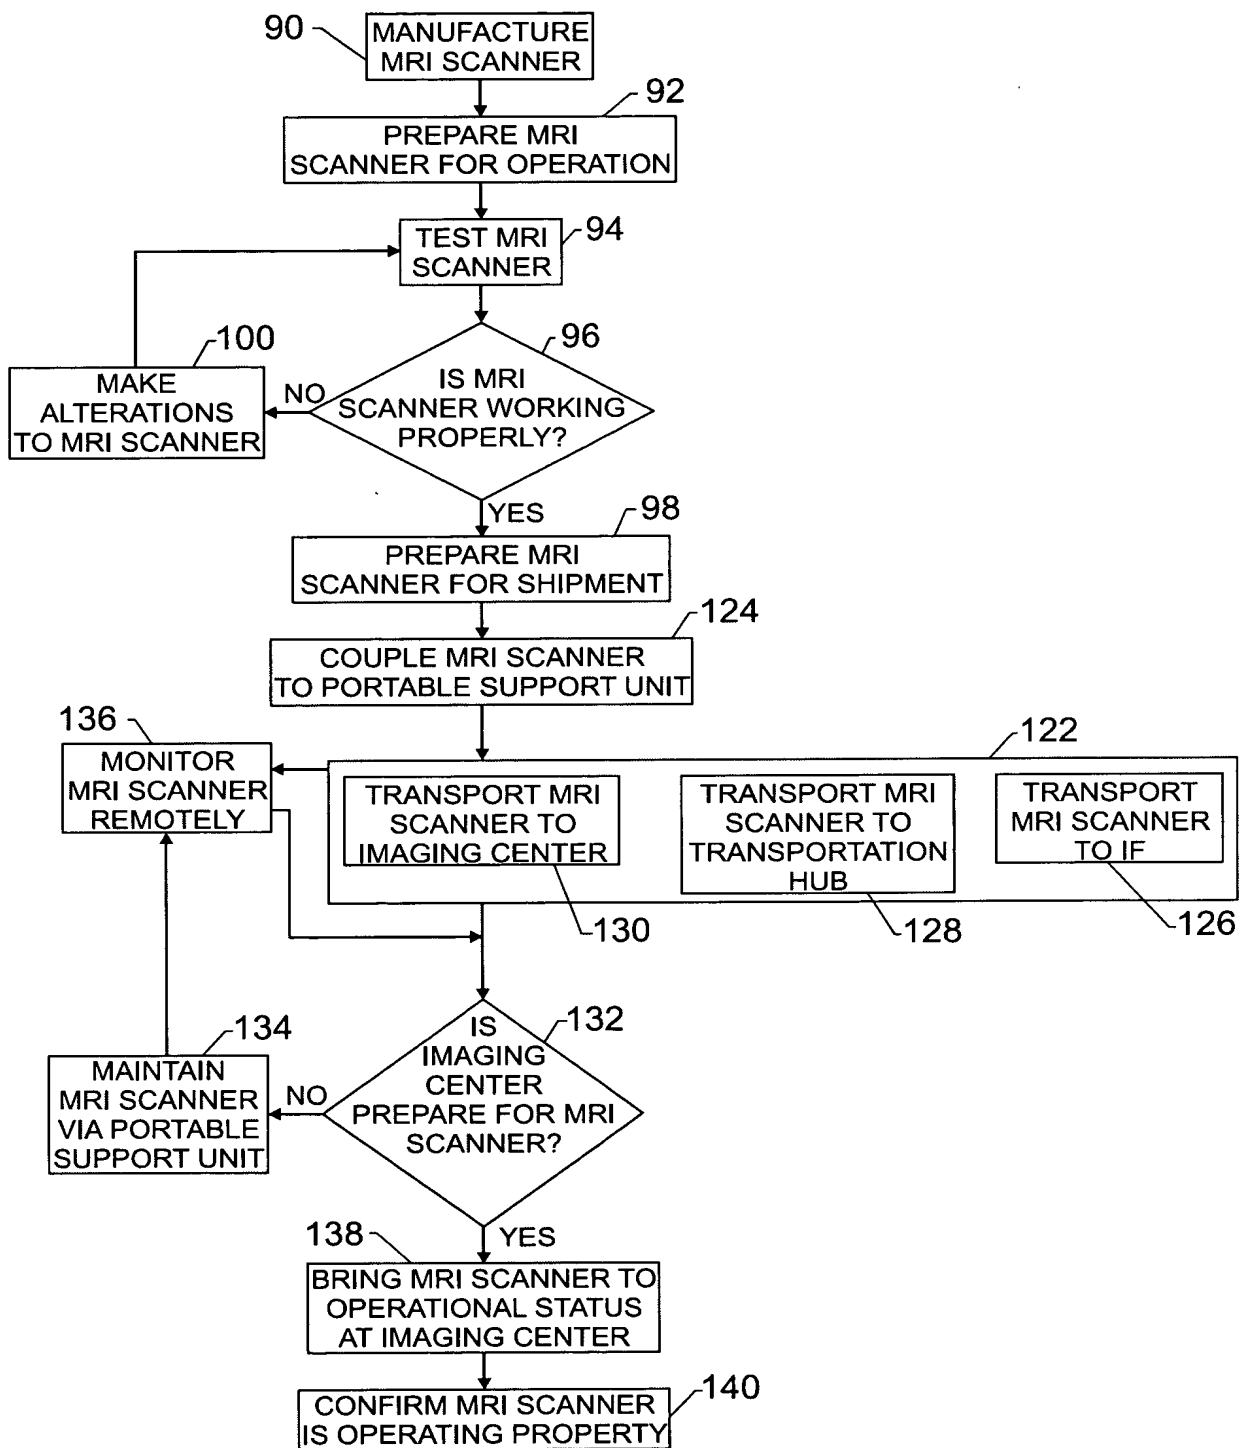 90
MANUFACTURE
MRI SCANNER
92
PREPARE MRI
SCANNER FOR OPERATION
94
TEST MRI
SCANNER
96
IS MRI
SCANNER WORKING
PROPERLY?
100
MAKE
ALTERATIONS
TO MRI SCANNER
NO
YES
98
PREPARE MRI
SCANNER FOR SHIPMENT
124
COUPLE MRI SCANNER
TO PORTABLE SUPPORT UNIT
136
MONITOR
MRI SCANNER
REMOTELY
122
TRANSPORT MRI
SCANNER TO
IMAGING CENTER
130
TRANSPORT MRI
SCANNER TO
TRANSPORTATION
HUB
128
TRANSPORT
MRI SCANNER
TO IF
126
132
IS
IMAGING
CENTER
PREPARE FOR MRI
SCANNER?
134
MAINTAIN
MRI SCANNER
VIA PORTABLE
SUPPORT UNIT
NO
YES
138
BRING MRI SCANNER TO
OPERATIONAL STATUS
AT IMAGING CENTER
140
CONFIRM MRI SCANNER
IS OPERATING PROPERTY